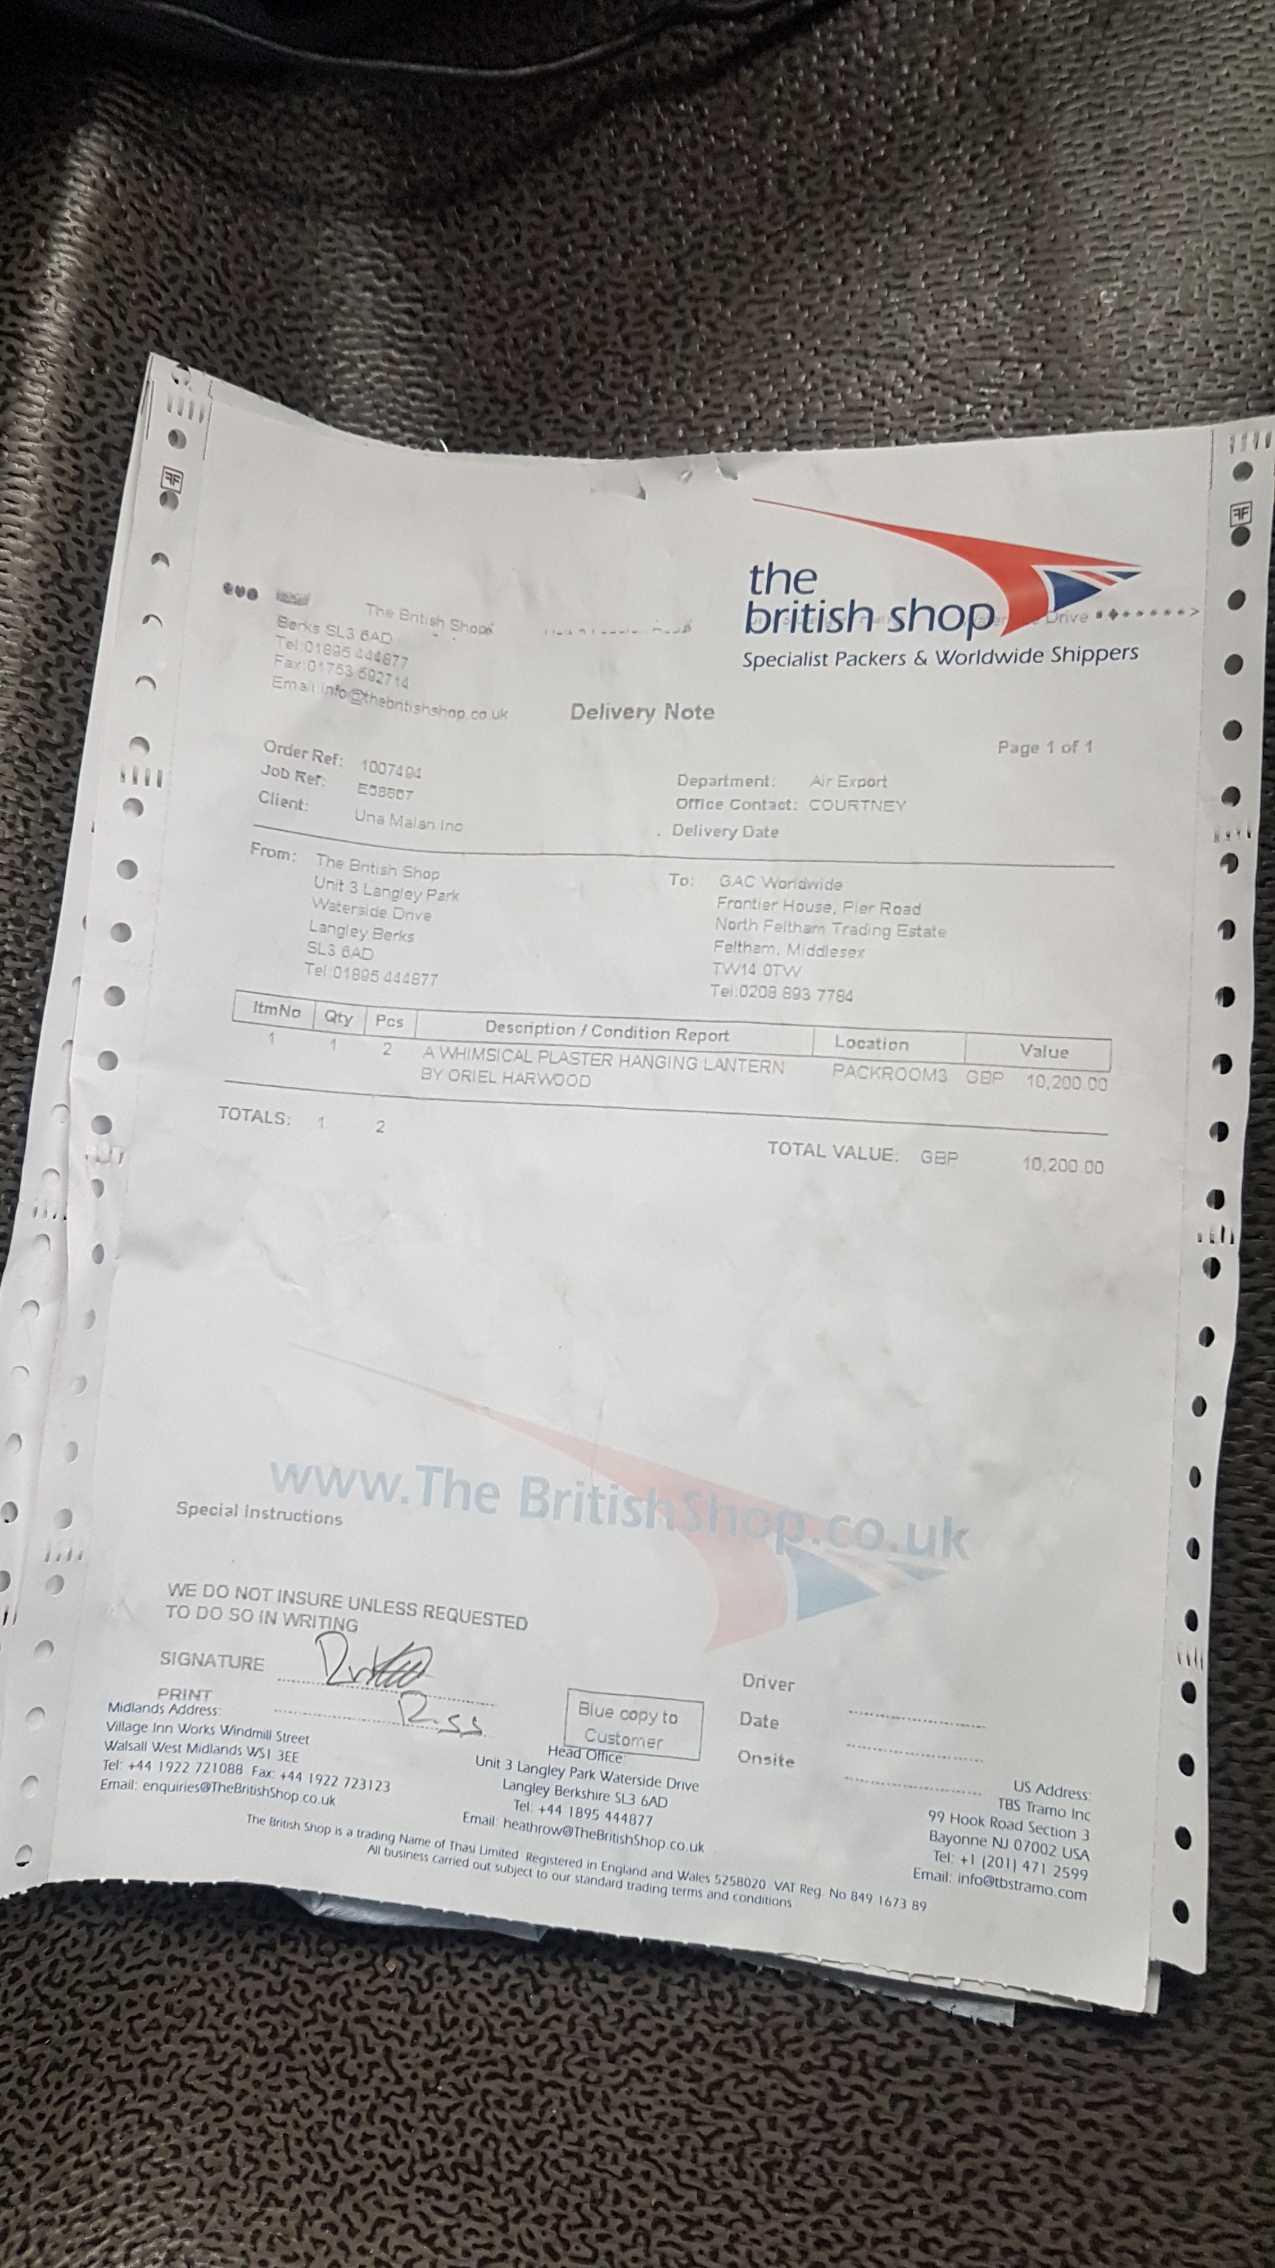 the
british shop
Specialist Packers & Worldwide Shippers
The British Shop
Drive
Berks SL3 6AD
Tel:01895 444877
Fax:01753 592714
Email:info@thebritishshop.co.uk
Delivery Note
Page 1 of 1
Order Ref: 1007494
Job Ref:
Client: Una Malan Inc
Department: Air Export
Office Contact: COURTNEY
Delivery Date
From: The British Shop
Unit 3 Langley Park
Waterside Drive
Langley Berks
SL3 6AD
Tel:01895 444877
To: GAC Worldwide
Frontier House, Pier Road
North Feltham Trading Estate
Feltham, Middlesex
TW14 0TW
Tel:0208 893 7784
ItmNo Qty Pcs Description / Condition Report Location Value
1 1 2 A WHIMSICAL PLASTER HANGING LANTERN PACKROOM3 GBP 10,200.00
BY ORIEL HARWOOD
TOTALS: 1 2
TOTAL VALUE: GBP 10,200.00
www.The BritishShop.co.uk
Special Instructions
WE DO NOT INSURE UNLESS REQUESTED
TO DO SO IN WRITING
SIGNATURE
PRINT
Blue copy to
Customer
Driver
Date
Onsite
Midlands Address:
Village Inn Works Windmill Street
Walsall West Midlands WS1 3EE
Tel: +44 1922 721088 Fax: +44 1922 723123
Email: enquiries@TheBritishShop.co.uk
Head Office:
Unit 3 Langley Park Waterside Drive
Langley Berkshire SL3 6AD
Tel: +44 1895 444877
Email: heathrow@TheBritishShop.co.uk
US Address:
TBS Tramo Inc
99 Hook Road Section 3
Bayonne NJ 07002 USA
Tel: +1 (201) 471 2599
Email: info@tbstramo.com
The British Shop is a trading Name of Thasi Limited Registered in England and Wales 5258020 VAT Reg. No 849 1673 89
All business carried out subject to our standard trading terms and conditions